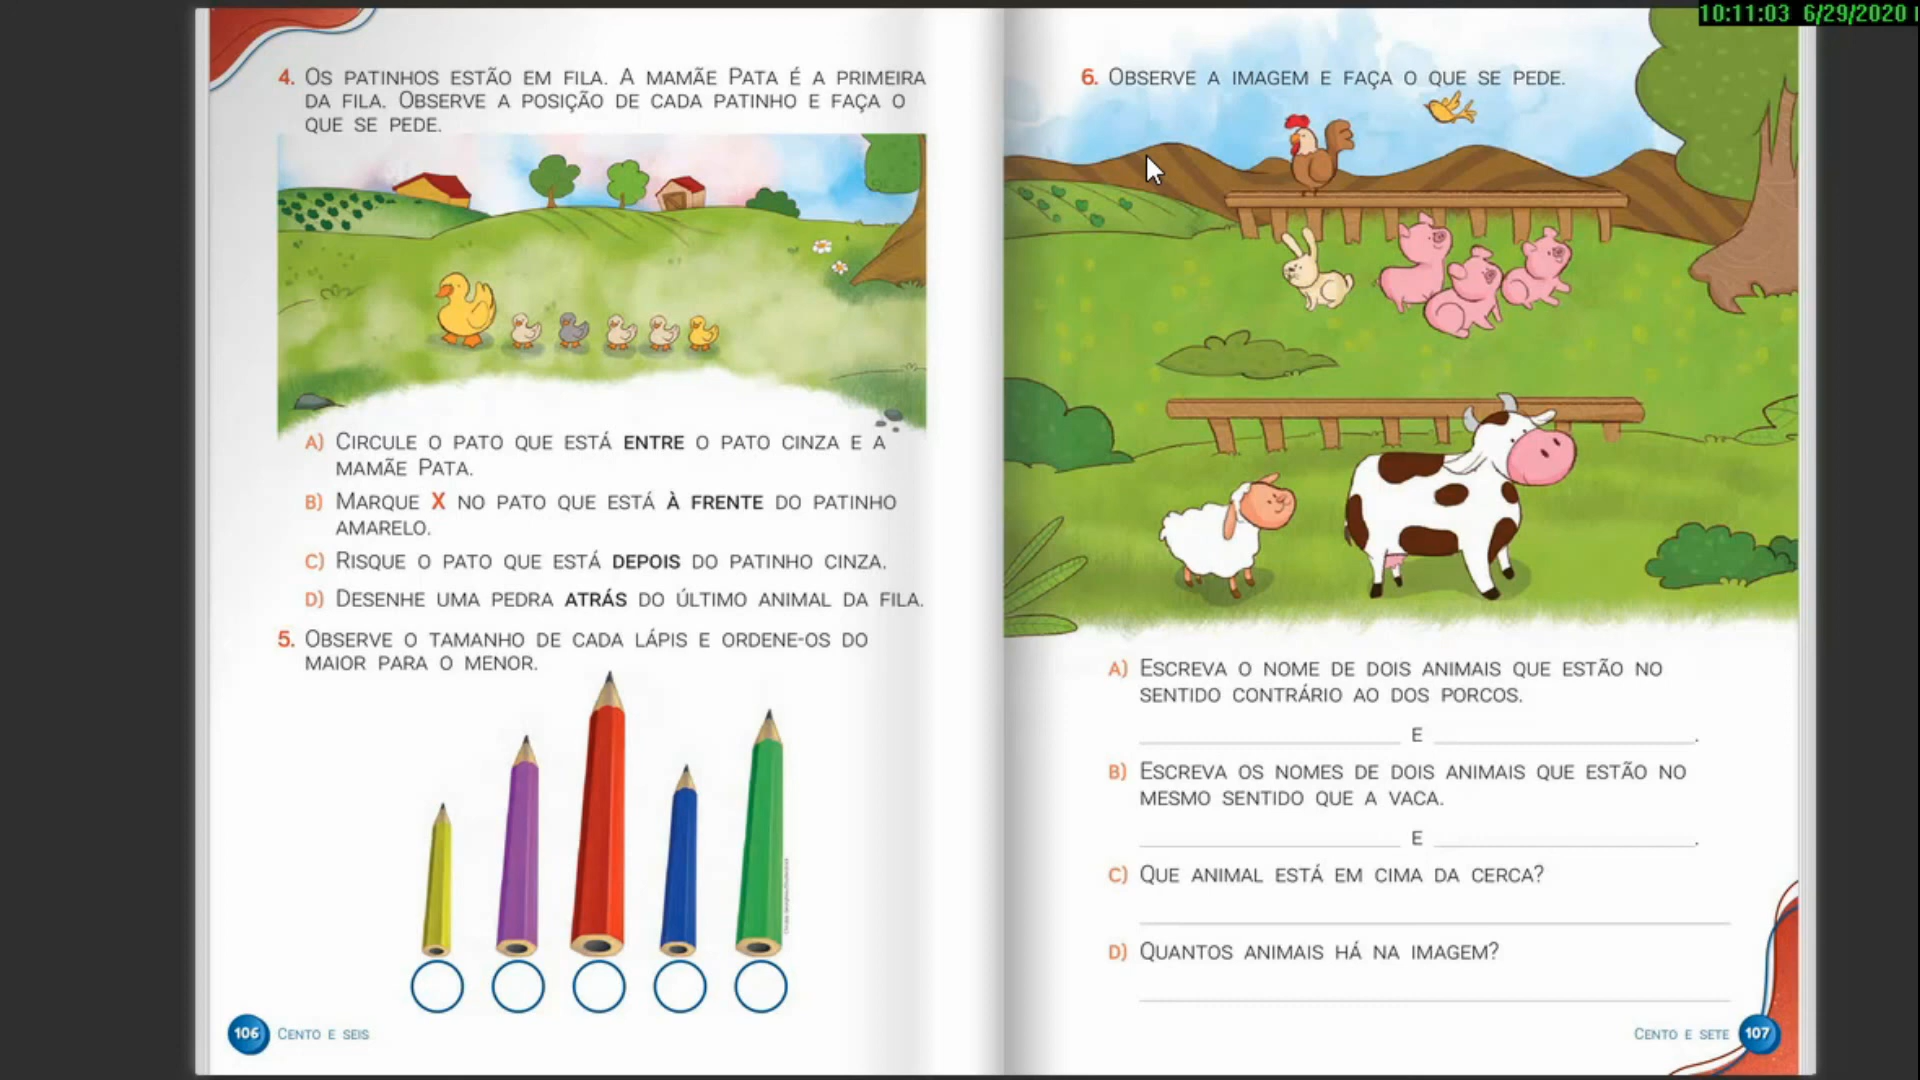 10:11:03 6/29/2020
4. OS PATINHOS ESTÃO EM FILA. A MAMÃE PATA É A PRIMEIRA
DA FILA. OBSERVE A POSIÇÃO DE CADA PATINHO E FAÇA O
QUE SE PEDE.
A) CIRCULE O PATO QUE ESTÁ ENTRE O PATO CINZA E A
MAMÃE PATA.
B) MARQUE X NO PATO QUE ESTÁ À FRENTE DO PATINHO
AMARELO.
C) RISQUE O PATO QUE ESTÁ DEPOIS DO PATINHO CINZA.
D) DESENHE UMA PEDRA ATRÁS DO ÚLTIMO ANIMAL DA FILA.
5. OBSERVE O TAMANHO DE CADA LÁPIS E ORDENE-OS DO
MAIOR PARA O MENOR.
106 CENTO E SEIS
6. OBSERVE A IMAGEM E FAÇA O QUE SE PEDE.
A) ESCREVA O NOME DE DOIS ANIMAIS QUE ESTÃO NO
SENTIDO CONTRÁRIO AO DOS PORCOS.
E .
B) ESCREVA OS NOMES DE DOIS ANIMAIS QUE ESTÃO NO
MESMO SENTIDO QUE A VACA.
E .
C) QUE ANIMAL ESTÁ EM CIMA DA CERCA?
D) QUANTOS ANIMAIS HÁ NA IMAGEM?
CENTO E SETE 107